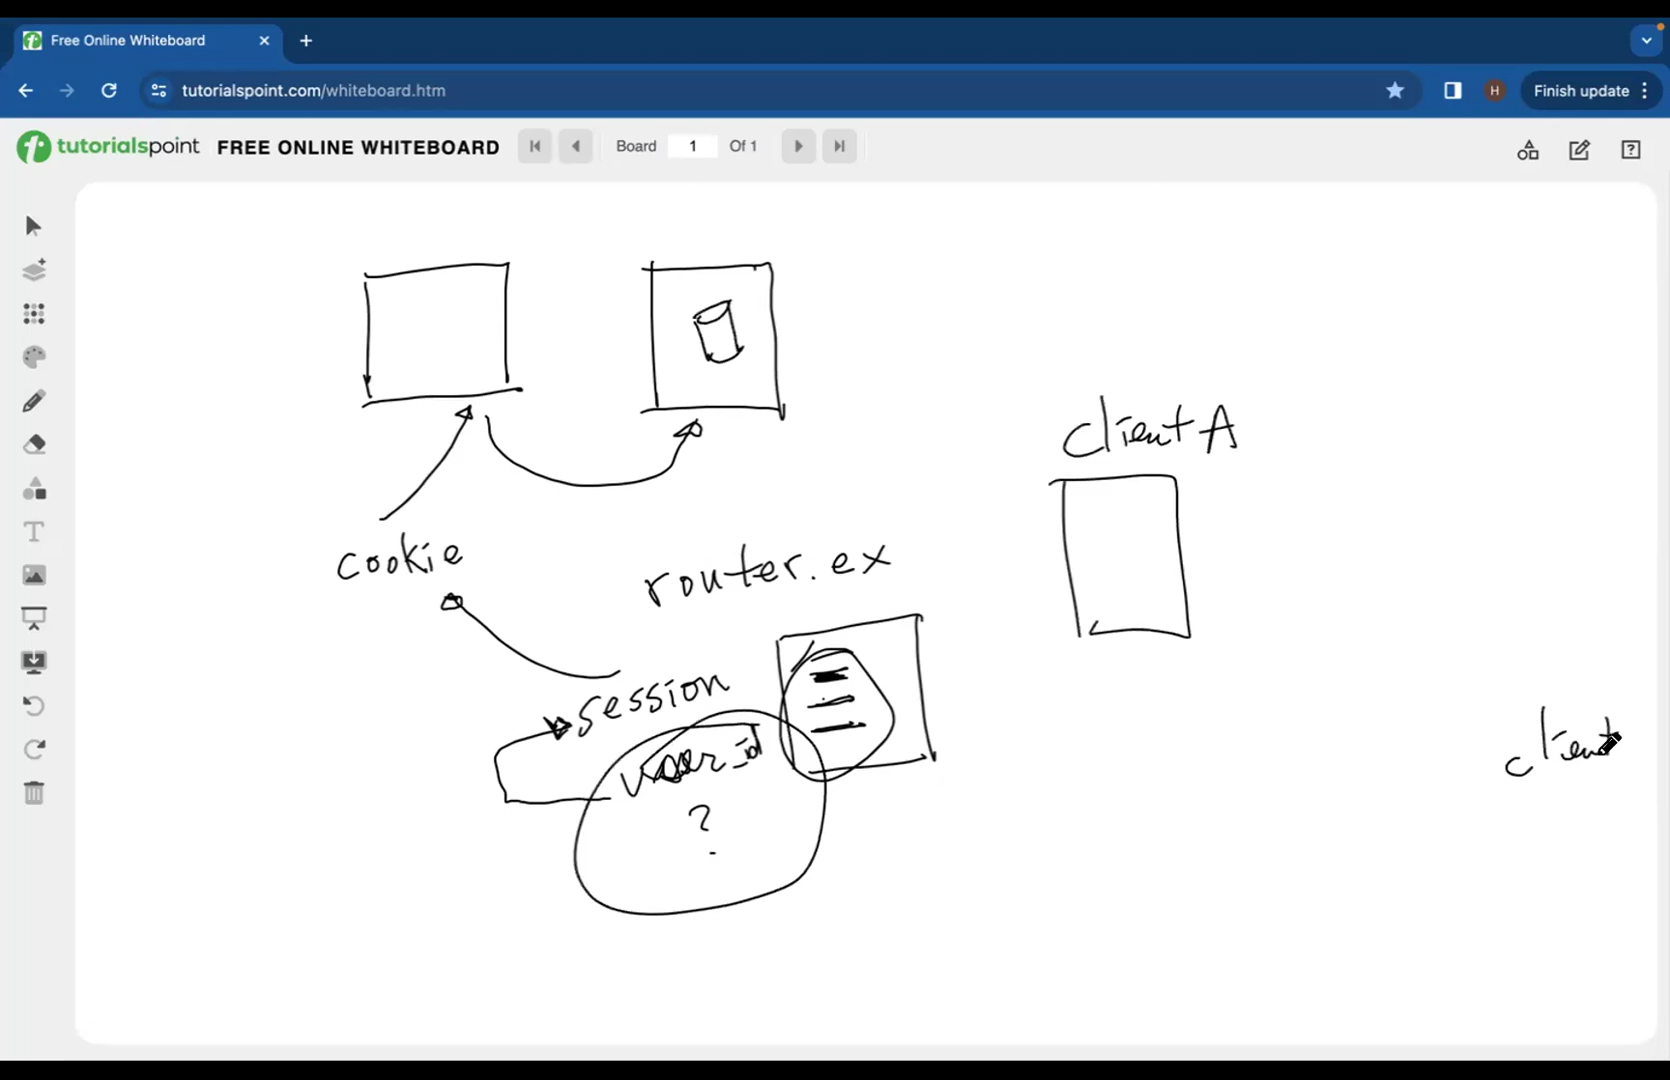 Free Online Whiteboard
tutorialspoint.com/whiteboard.htm
H
Finish update
tutorialspoint
FREE ONLINE WHITEBOARD
Board 1 Of 1
T
client A
cookie
router.ex
session
user_id
?
client